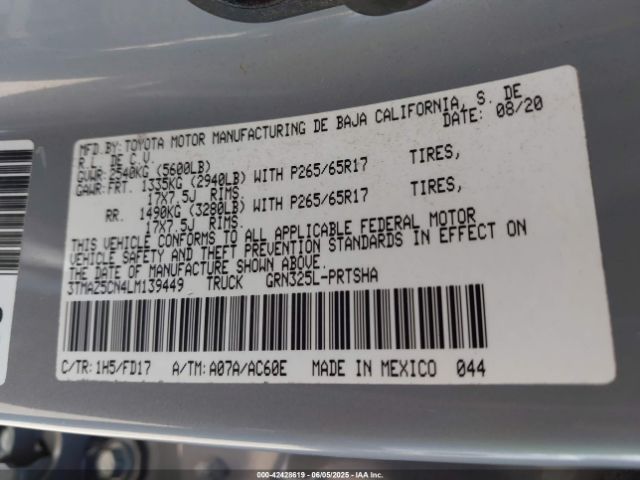 MFD.BY:TOYOTA MOTOR MANUFACTURING DE BAJA CALIFORNIA, S. DE
R.L. DE C.V. DATE: 08/20
GVWR:2540KG (5600LB)
GAWR:FRT. 1335KG (2940LB) WITH P265/65R17 TIRES,
17X7.5J RIMS
RR. 1490KG (3280LB) WITH P265/65R17 TIRES,
17X7.5J RIMS.
THIS VEHICLE CONFORMS TO ALL APPLICABLE FEDERAL MOTOR
VEHICLE SAFETY AND THEFT PREVENTION STANDARDS IN EFFECT ON
THE DATE OF MANUFACTURE SHOWN ABOVE.
3TMAZ5CN4LM139449 TRUCK GRN325L-PRTSHA
C/TR:1H5/FD17 A/TM:A07A/AC60E MADE IN MEXICO 044
000-42428619 | 06/05/2025 - IAAI.COM